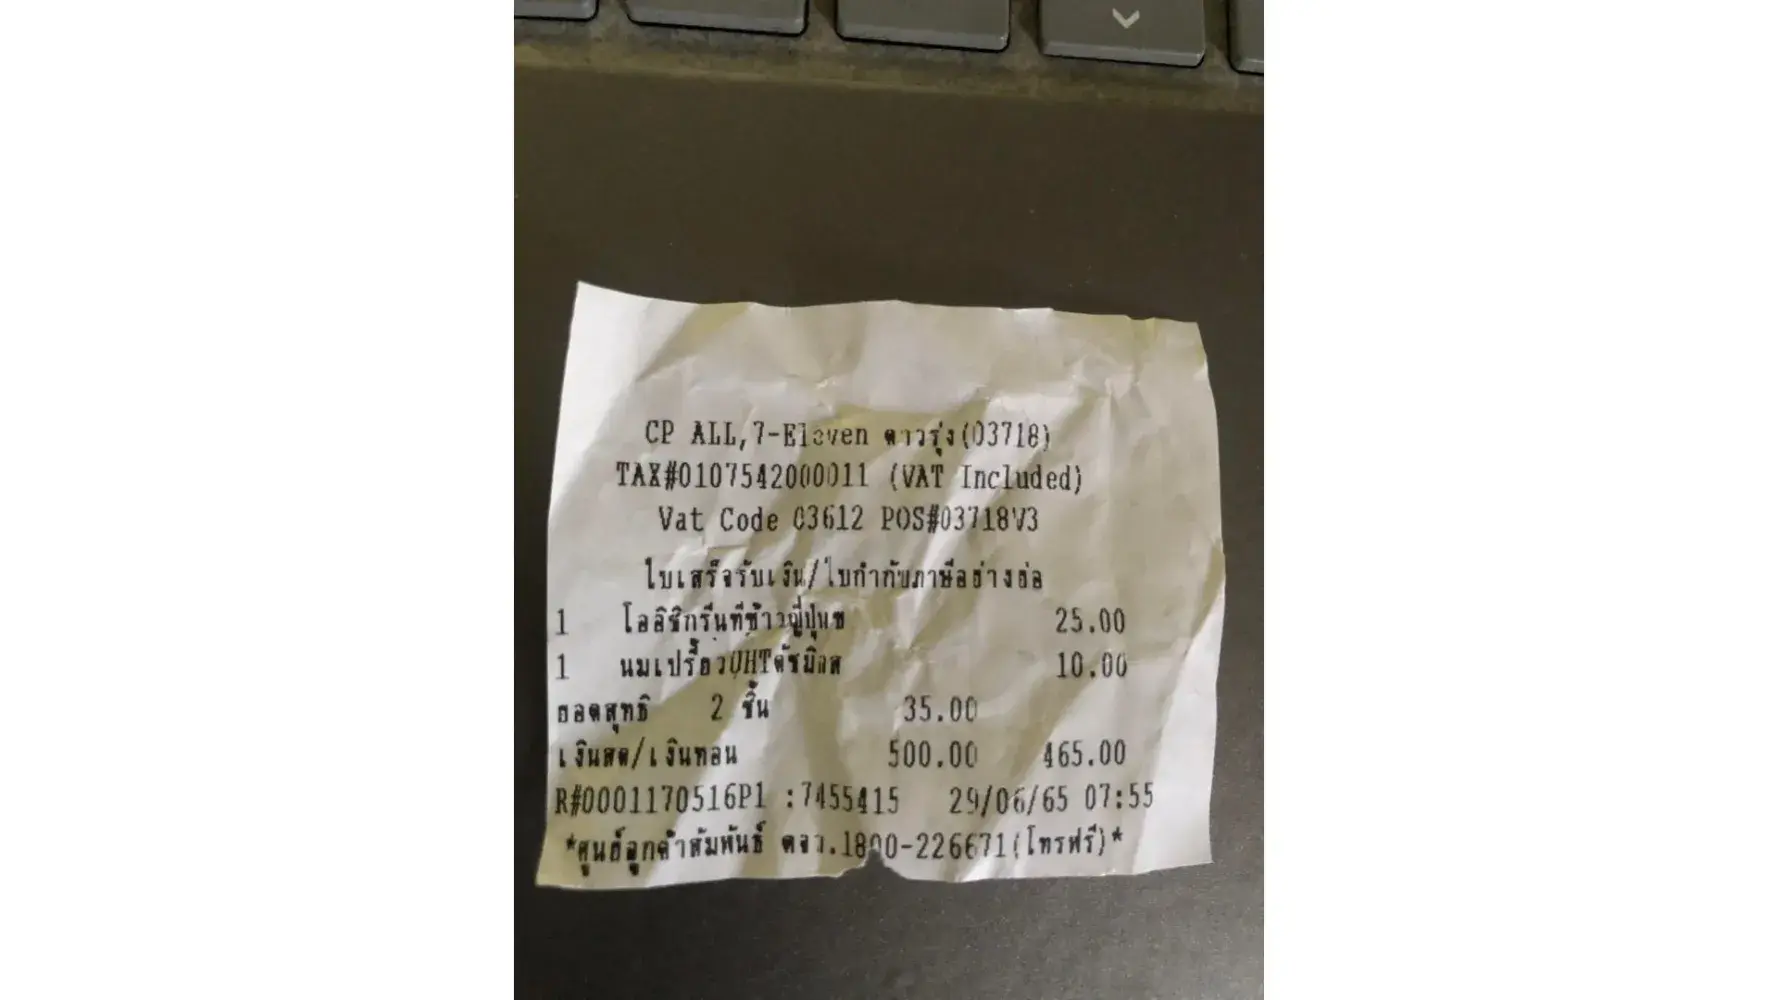 CP ALL,7-Eleven ดาวรุ่ง(03718)
TAX#0107542000011 (VAT Included)
Vat Code 03612 POS#03718V3
ใบเสร็จรับเงิน/ใบกำกับภาษีอย่างย่อ
1 โออิชิกรีนทีข้าวญี่ปุ่นข 25.00
1 นมเปรี้ยวUHTดัชมิลส 10.00
ยอดสุทธิ 2 ชิ้น 35.00
เงินสด/เงินทอน 500.00 465.00
R#0001170516P1 :7455415 29/06/65 07:55
*ศูนย์ลูกค้าสัมพันธ์ ตจว.1800-226671(โทรฟรี)*